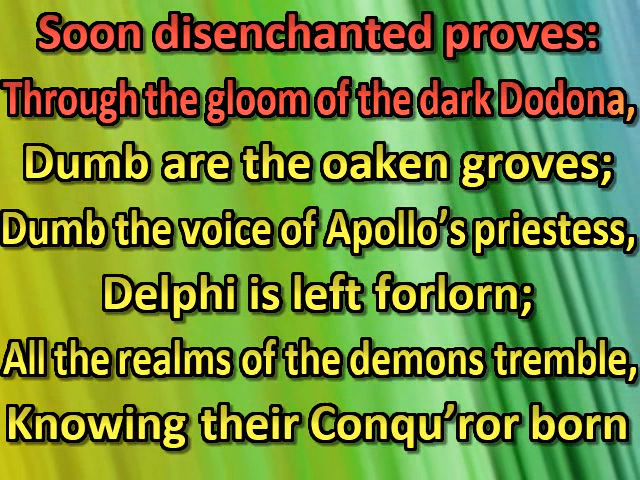 Soon disenchanted proves:
Through the gloom of the dark Dodona,
Dumb are the oaken groves;
Dumb the voice of Apollo’s priestess,
Delphi is left forlorn;
All the realms of the demons tremble,
Knowing their Conqu’ror born